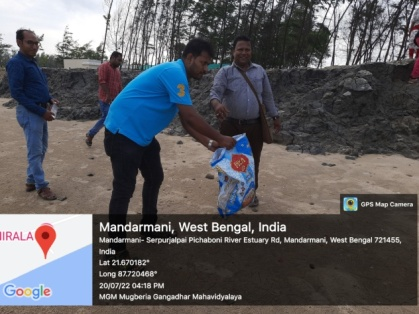 GPS Map Camera
NIRALA
Google
Mandarmani, West Bengal, India
Mandarmani- Serpurjalpai Pichaboni River Estuary Rd, Mandarmani, West Bengal 721455,
India
Lat 21.670182°
Long 87.720468°
20/07/22 04:18 PM
MGM Mugberia Gangadhar Mahavidyalaya